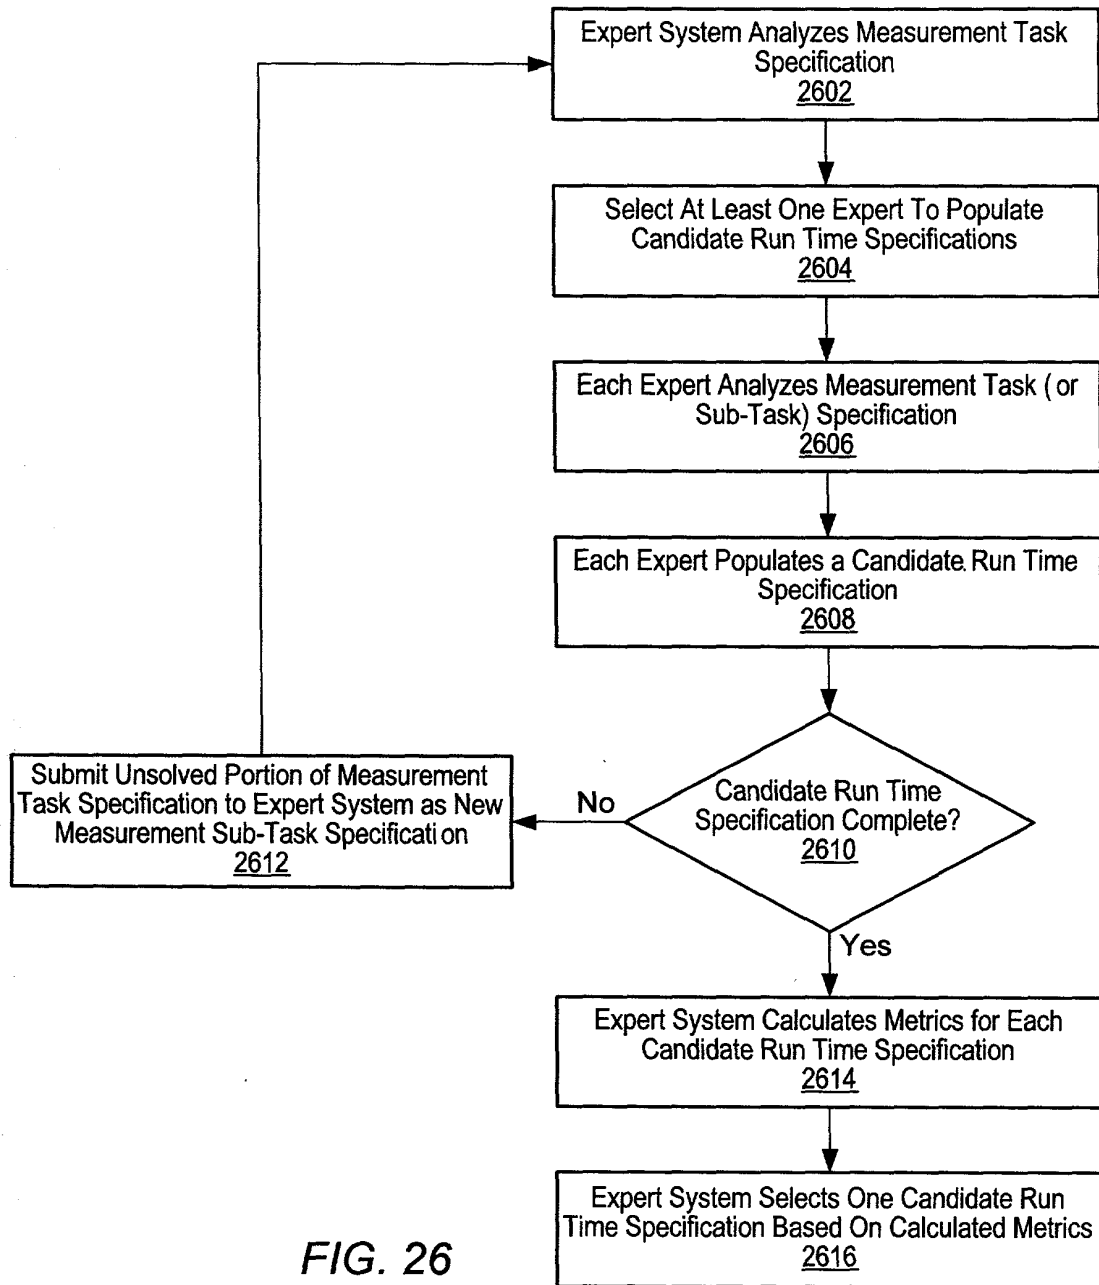 Expert System Analyzes Measurement Task
Specification
2602
Select At Least One Expert To Populate
Candidate Run Time Specifications
2604
Each Expert Analyzes Measurement Task ( or
Sub-Task) Specification
2606
Each Expert Populates a Candidate. Run Time
Specification
2608
Candidate Run Time
Specification Complete?
2610
No
Submit Unsolved Portion of Measurement
Task Specification to Expert System as New
Measurement Sub-Task Specification
2612
Yes
Expert System Calculates Metrics for Each
Candidate Run Time Specification
2614
Expert System Selects One Candidate Run
Time Specification Based On Calculated Metrics
2616
FIG. 26